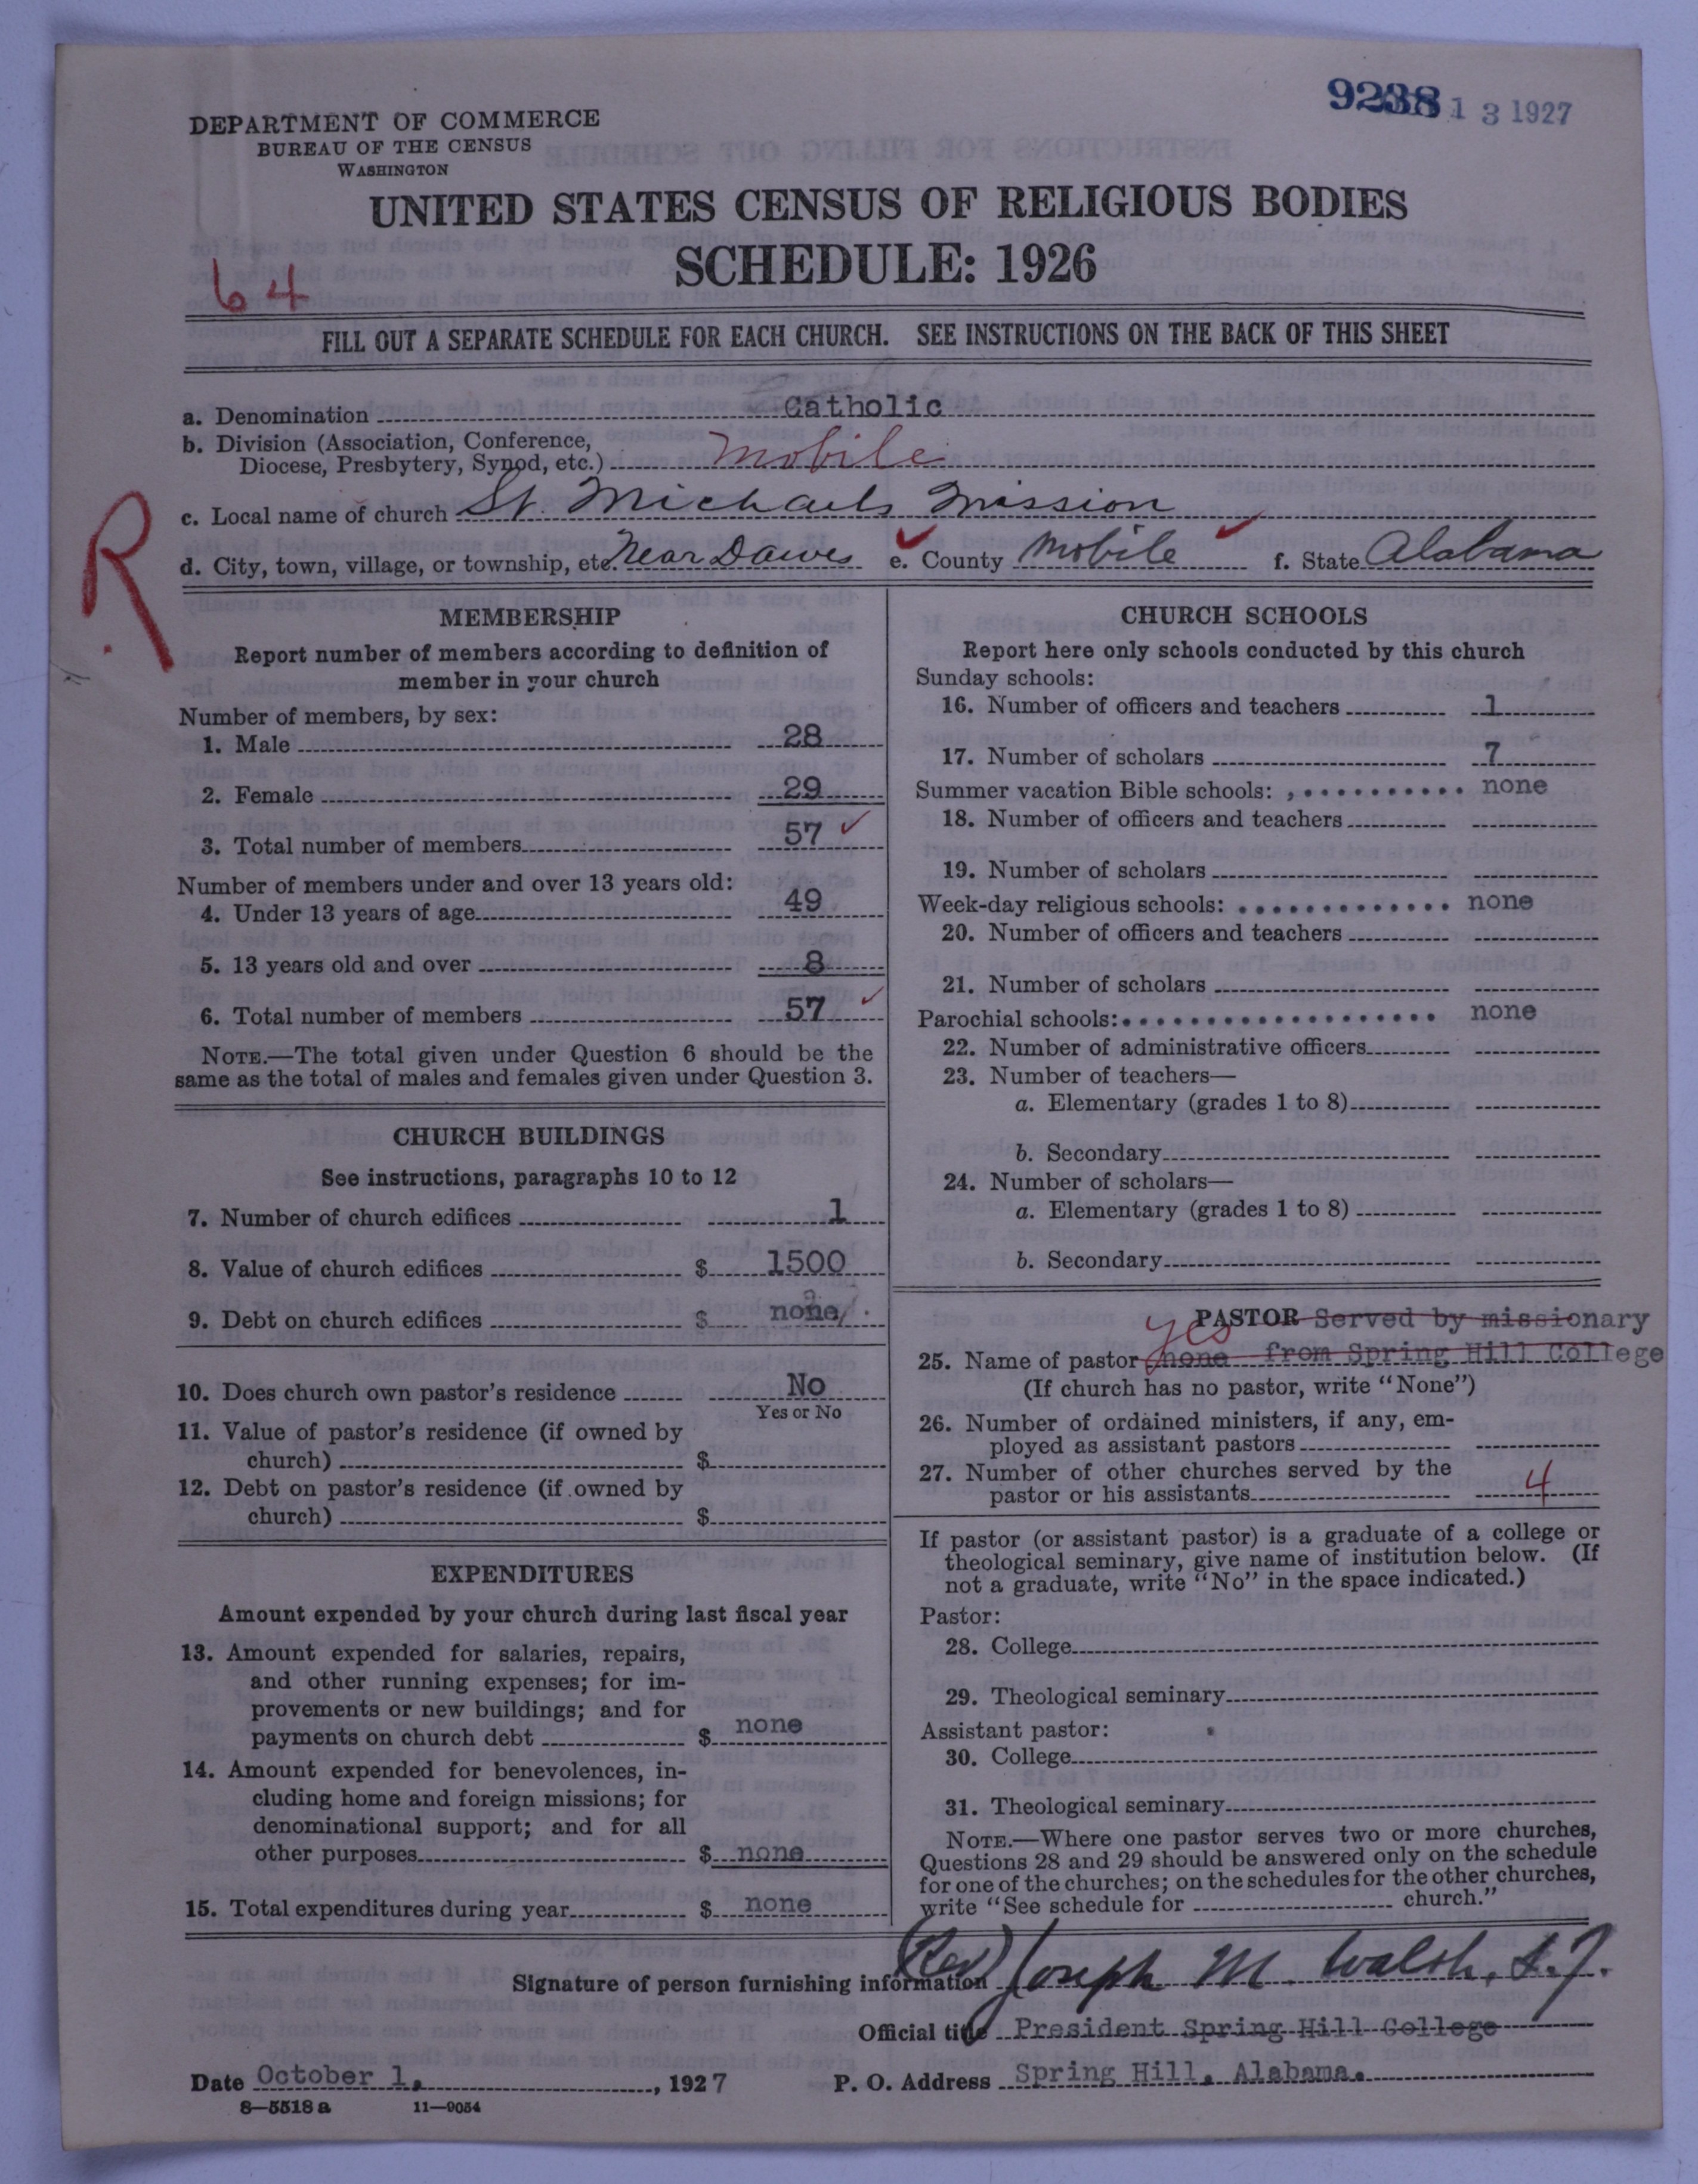 9238 13 1927
DEPARTMENT OF COMMERCE
BUREAU OF THE CENSUS
WASHINGTON
UNITED STATES CENSUS OF RELIGIOUS BODIES
SCHEDULE: 1926
64
FILL OUT A SEPARATE SCHEDULE FOR EACH CHURCH. SEE INSTRUCTIONS ON THE BACK OF THIS SHEET
a. Denomination Catholic
b. Division (Association, Conference,
Diocese, Presbytery, Synod, etc.) Mobile
c. Local name of church St. Michaels Mission
d. City, town, village, or township, etc. Near Dawes e. County Mobile f. State Alabama
R
MEMBERSHIP
Report number of members according to definition of
member in your church
Number of members, by sex:
1. Male 28
2. Female 29
3. Total number of members 57
Number of members under and over 13 years old:
4. Under 13 years of age 49
5. 13 years old and over 8
6. Total number of members 57
NOTE.—The total given under Question 6 should be the
same as the total of males and females given under Question 3.
CHURCH BUILDINGS
See instructions, paragraphs 10 to 12
7. Number of church edifices 1
8. Value of church edifices $ 1500
9. Debt on church edifices $ none
10. Does church own pastor's residence No
Yes or No
11. Value of pastor's residence (if owned by
church) $
12. Debt on pastor's residence (if owned by
church) $
EXPENDITURES
Amount expended by your church during last fiscal year
13. Amount expended for salaries, repairs,
and other running expenses; for im-
provements or new buildings; and for
payments on church debt $ none
14. Amount expended for benevolences, in-
cluding home and foreign missions; for
denominational support; and for all
other purposes $ none
15. Total expenditures during year $ none
CHURCH SCHOOLS
Report here only schools conducted by this church
Sunday schools:
16. Number of officers and teachers 1
17. Number of scholars 7
Summer vacation Bible schools: none
18. Number of officers and teachers
19. Number of scholars
Week-day religious schools: none
20. Number of officers and teachers
21. Number of scholars
Parochial schools: none
22. Number of administrative officers
23. Number of teachers—
a. Elementary (grades 1 to 8)
b. Secondary
24. Number of scholars—
a. Elementary (grades 1 to 8)
b. Secondary
PASTOR Served by missionary
yes
25. Name of pastor none from Spring Hill College
(If church has no pastor, write "None")
26. Number of ordained ministers, if any, em-
ployed as assistant pastors
27. Number of other churches served by the
pastor or his assistants 4
If pastor (or assistant pastor) is a graduate of a college or
theological seminary, give name of institution below. (If
not a graduate, write "No" in the space indicated.)
Pastor:
28. College
29. Theological seminary
Assistant pastor:
30. College
31. Theological seminary
NOTE.—Where one pastor serves two or more churches,
Questions 28 and 29 should be answered only on the schedule
for one of the churches; on the schedules for the other churches,
write "See schedule for church."
Signature of person furnishing information (Rev) Joseph M. Walsh, S.J.
Official title President Spring Hill College
Date October 1, 1927 P. O. Address Spring Hill, Alabama.
8—5518 a 11—9054